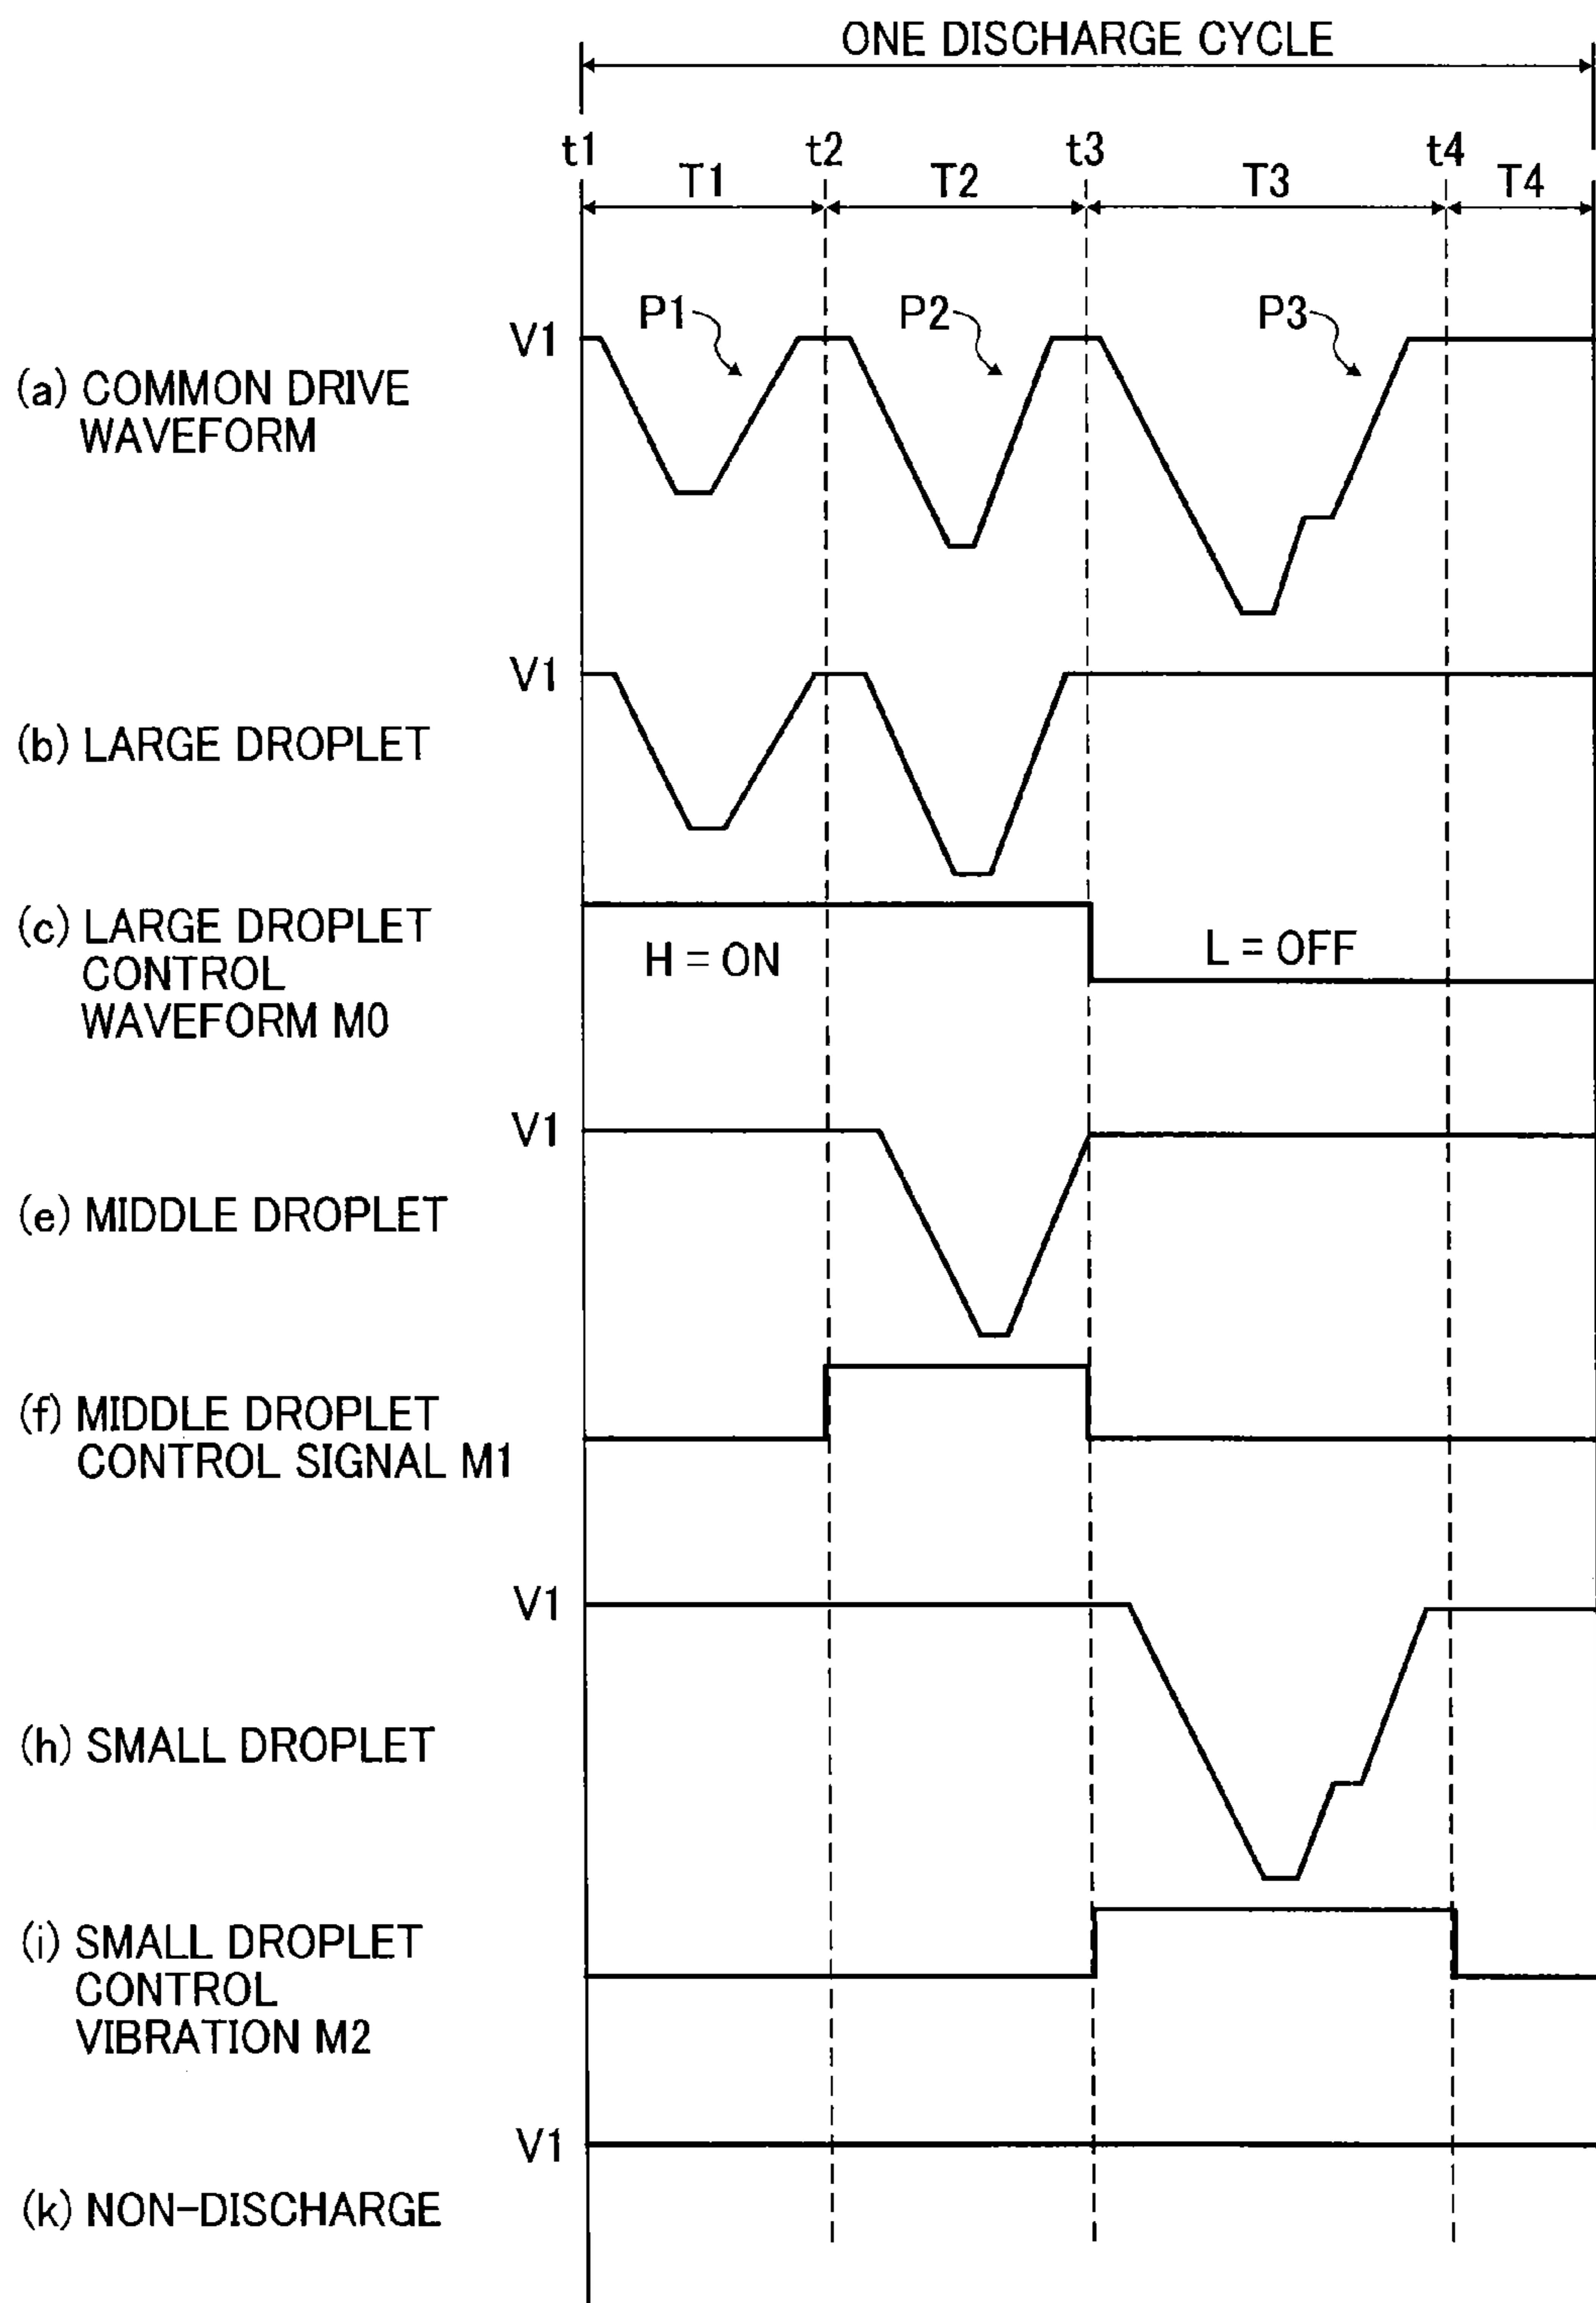 ONE DISCHARGE CYCLE
t1 t2 t3 t4
T1 T2 T3 T4
P1 P2 P3
V1
(a) COMMON DRIVE
WAVEFORM
V1
(b) LARGE DROPLET
(c) LARGE DROPLET
CONTROL
WAVEFORM M0
H = ON
L = OFF
V1
(e) MIDDLE DROPLET
(f) MIDDLE DROPLET
CONTROL SIGNAL M1
V1
(h) SMALL DROPLET
(i) SMALL DROPLET
CONTROL
VIBRATION M2
V1
(k) NON-DISCHARGE